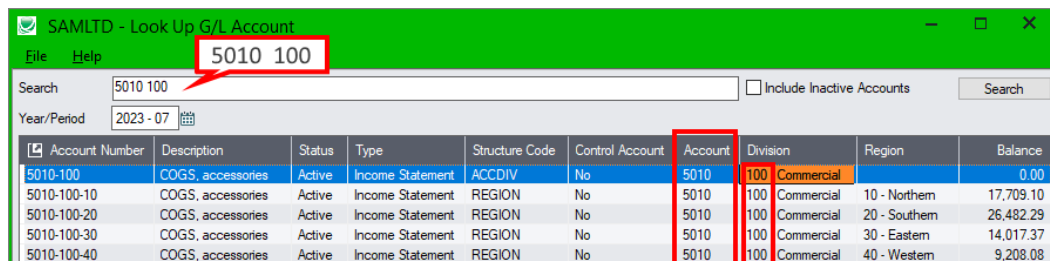 SAMLTD - Look Up G/L Account
File Help
5010 100
Search 5010 100 Include Inactive Accounts Search
Year/Period 2023 - 07
Account Number Description Status Type Structure Code Control Account Account Division Region Balance
5010-100 COGS, accessories Active Income Statement ACCDIV No 5010 100 Commercial 0.00
5010-100-10 COGS, accessories Active Income Statement REGION No 5010 100 Commercial 10 - Northern 17,709.10
5010-100-20 COGS, accessories Active Income Statement REGION No 5010 100 Commercial 20 - Southern 26,482.29
5010-100-30 COGS, accessories Active Income Statement REGION No 5010 100 Commercial 30 - Eastern 14,017.37
5010-100-40 COGS, accessories Active Income Statement REGION No 5010 100 Commercial 40 - Western 9,208.08